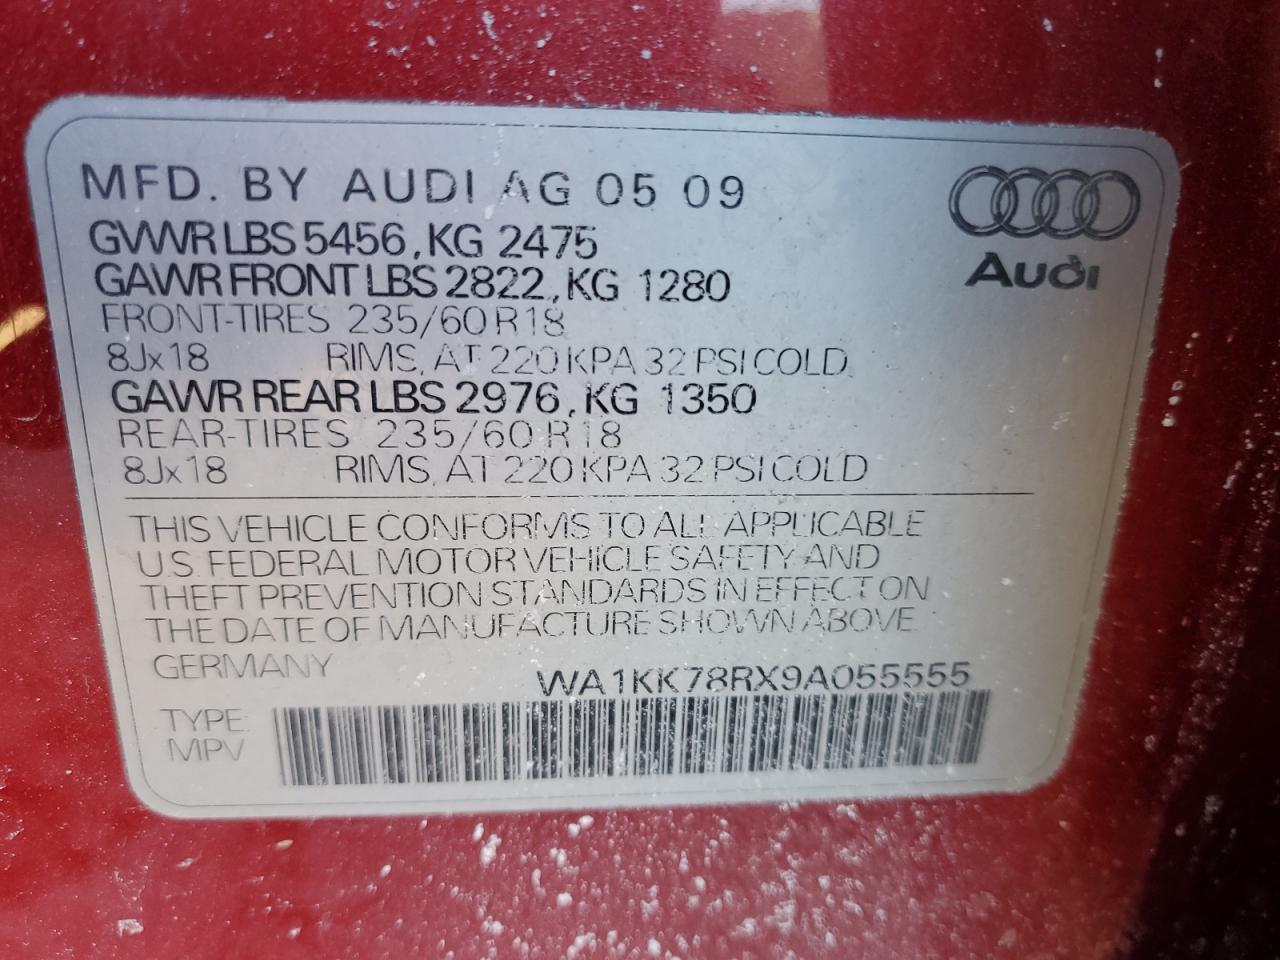 MFD. BY AUDI AG 05 09
Audi
GVWR LBS 5456, KG 2475
GAWR FRONT LBS 2822, KG 1280
FRONT-TIRES 235/60 R18
8Jx18 RIMS, AT 220 KPA 32 PSI COLD
GAWR REAR LBS 2976, KG 1350
REAR-TIRES 235/60 R 18
8Jx18 RIMS, AT 220 KPA 32 PSI COLD
THIS VEHICLE CONFORMS TO ALL APPLICABLE
U.S. FEDERAL MOTOR VEHICLE SAFETY AND
THEFT PREVENTION STANDARDS IN EFFECT ON
THE DATE OF MANUFACTURE SHOWN ABOVE.
GERMANY WA1KK78RX9A055555
TYPE:
MPV